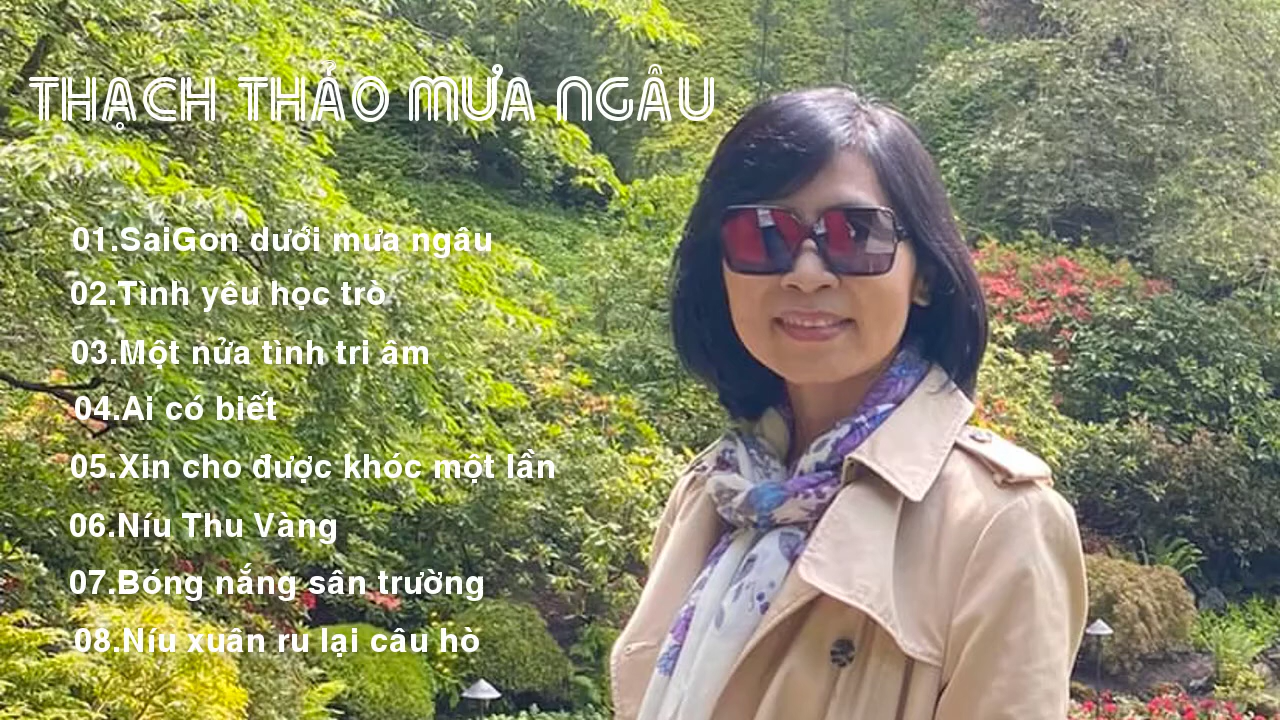 THẠCH THẢO MƯA NGÂU
01.SaiGon dưới mưa ngâu
02.Tình yêu học trò
03.Một nửa tình tri âm
04.Ai có biết
05.Xin cho được khóc một lần
06.Níu Thu Vàng
07.Bóng nắng sân trường
08.Níu xuân ru lại câu hò